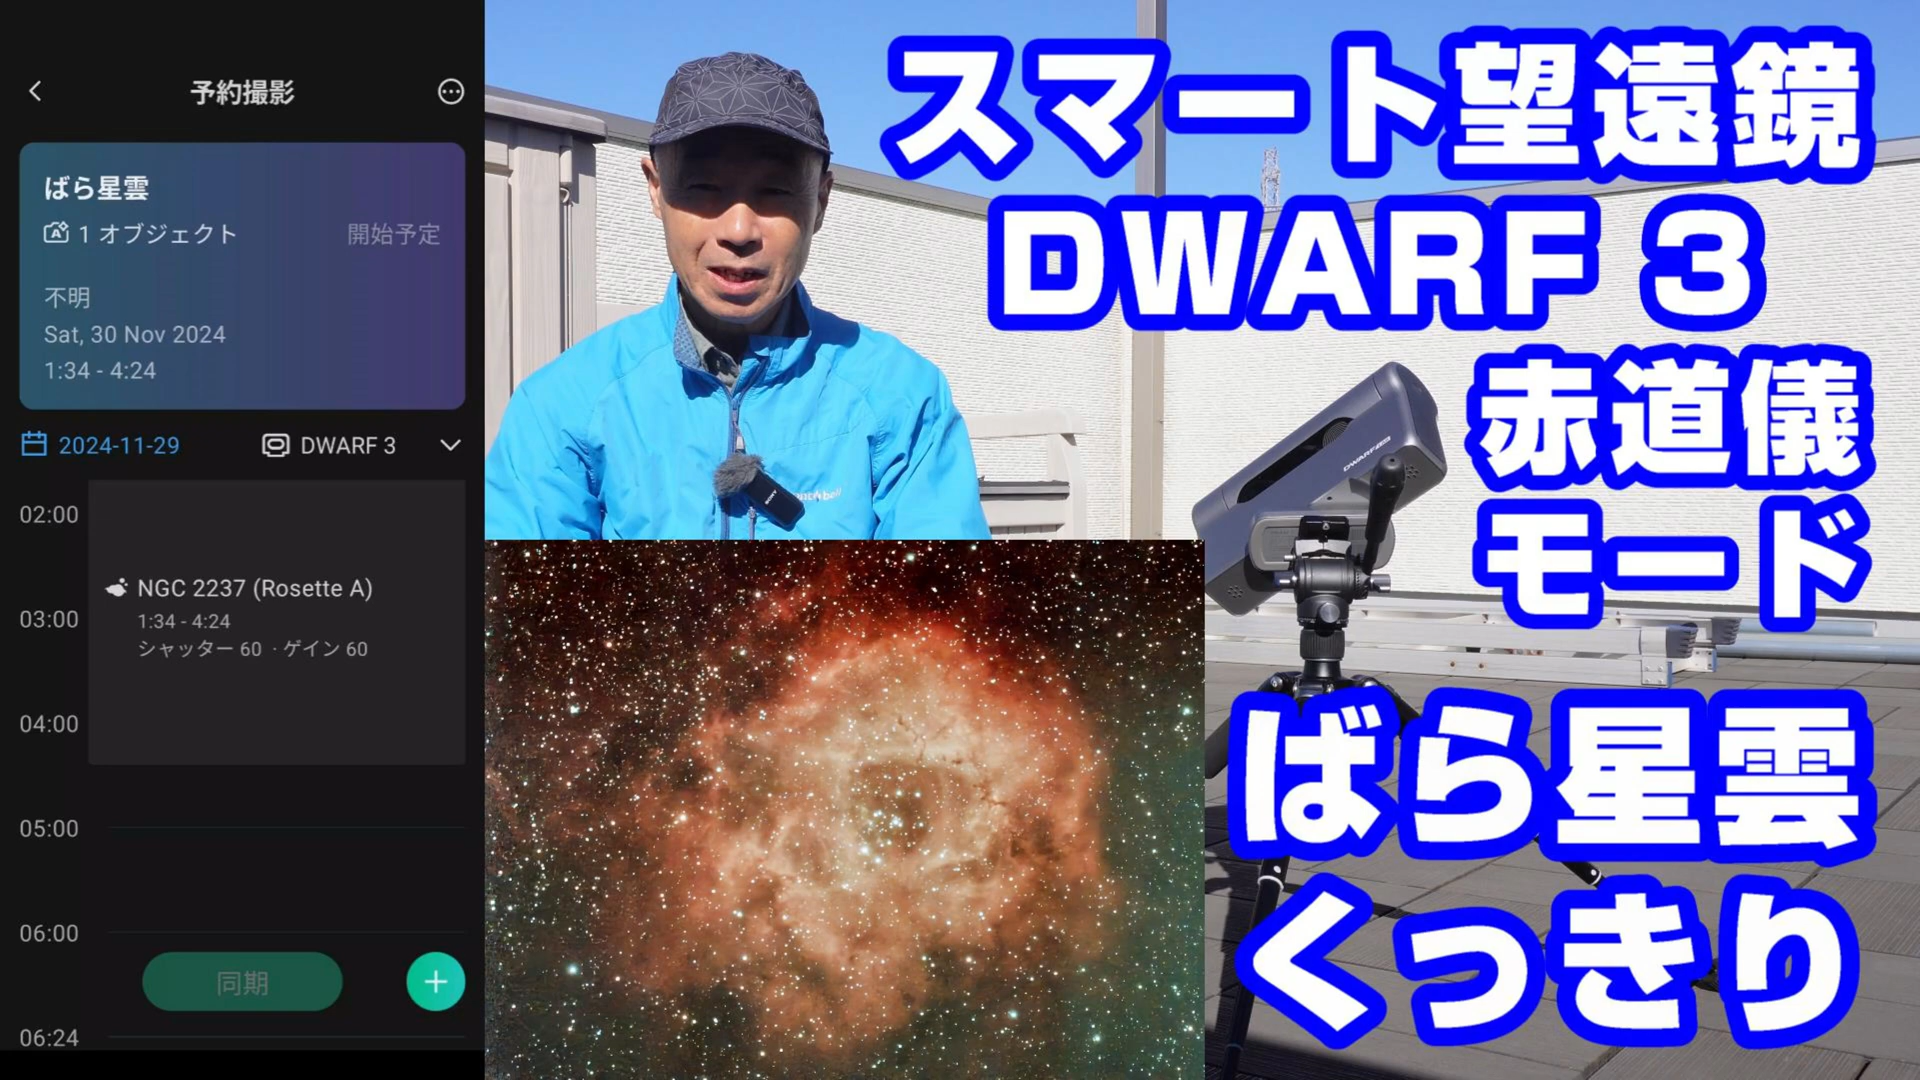 予約撮影
ばら星雲
1 オブジェクト
開始予定
不明
Sat, 30 Nov 2024
1:34 - 4:24
2024-11-29
DWARF 3
02:00
NGC 2237 (Rosette A)
1:34 - 4:24
シャッター 60 · ゲイン 60
03:00
04:00
05:00
06:00
同期
06:24
スマート望遠鏡
DWARF 3
赤道儀
モード
ばら星雲
くっきり
SONY
mont-bell
DWARFLAB